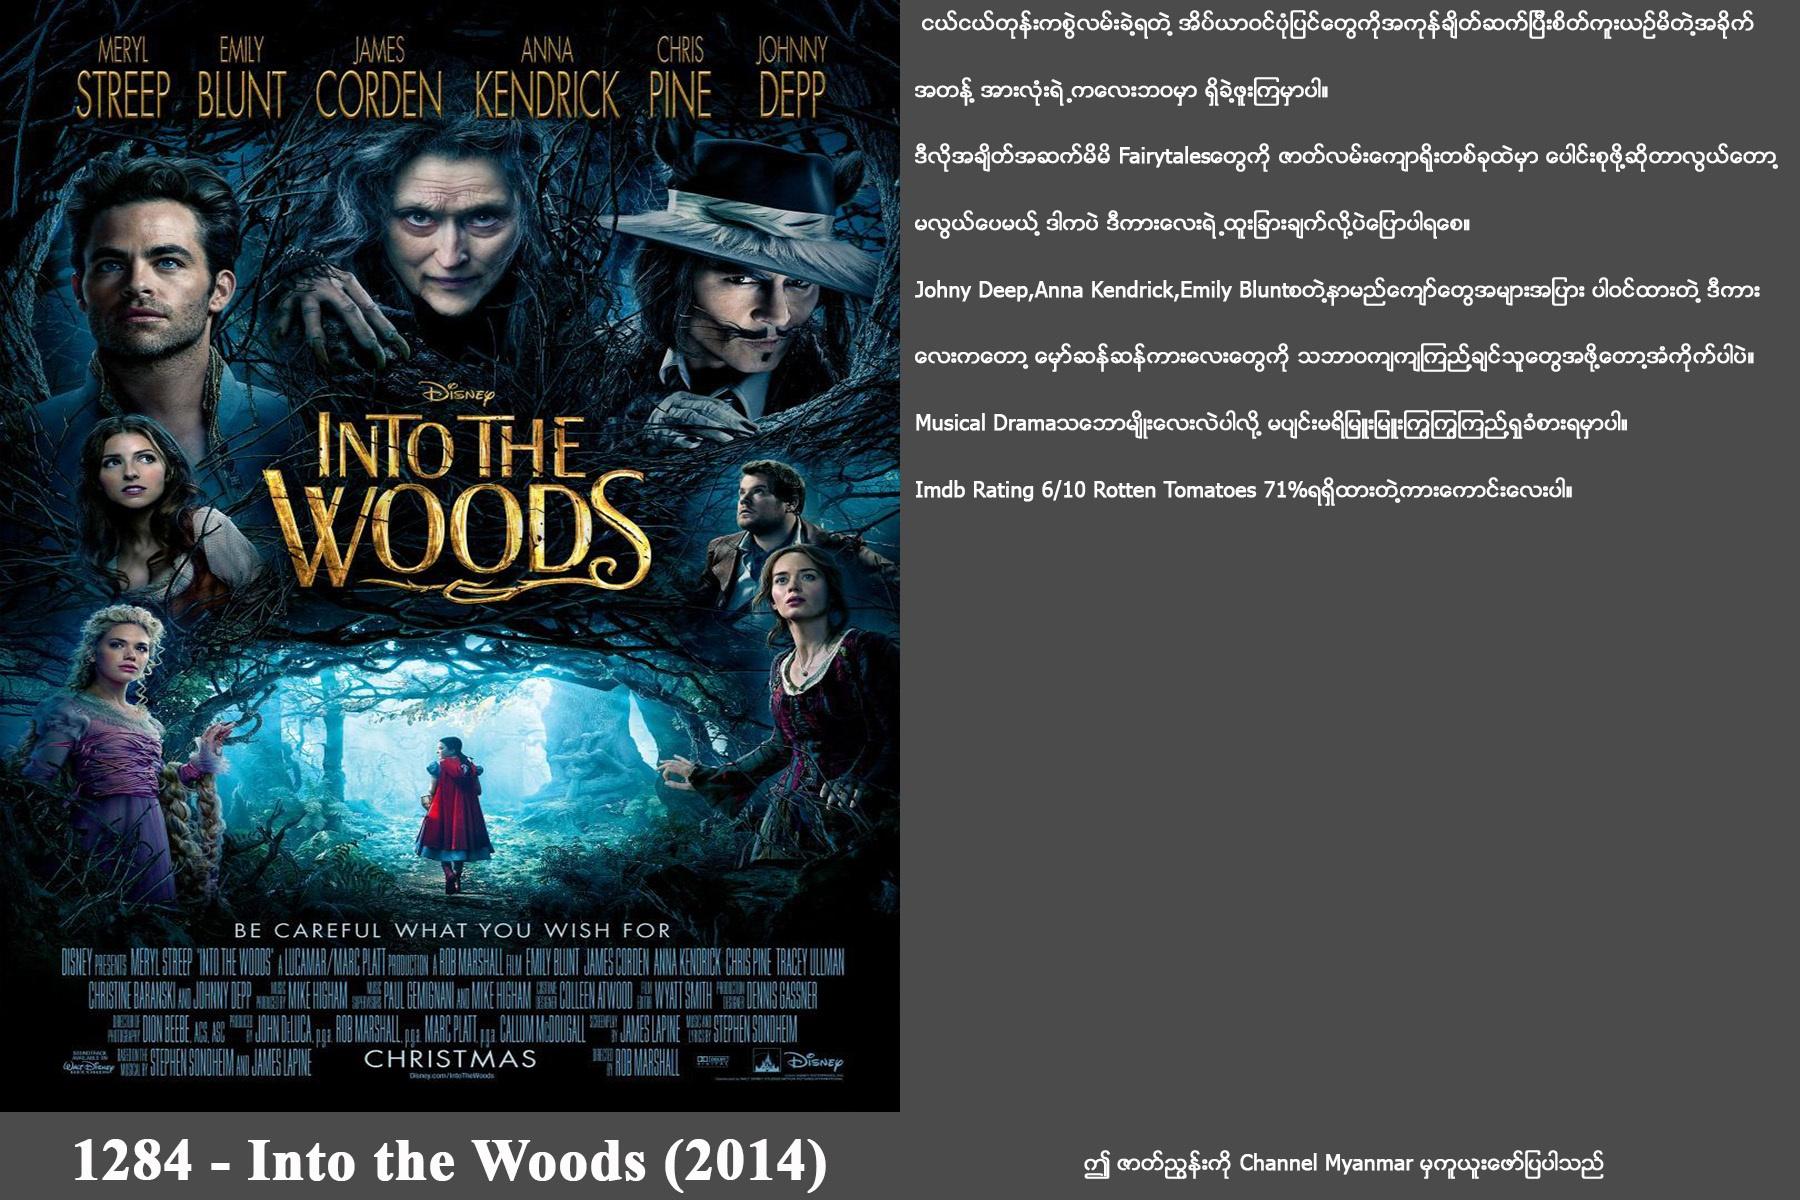 MERYL STREEP EMILY BLUNT JAMES CORDEN ANNA KENDRICK CHRIS PINE JOHNNY DEPP
DISNEY
INTO THE
WOODS
BE CAREFUL WHAT YOU WISH FOR
DISNEY PRESENTS MERYL STREEP "INTO THE WOODS" A LUCAMAR/MARC PLATT PRODUCTION A ROB MARSHALL FILM EMILY BLUNT JAMES CORDEN ANNA KENDRICK CHRIS PINE TRACEY ULLMAN
CHRISTINE BARANSKI AND JOHNNY DEPP MUSIC PRODUCED BY MIKE HIGHAM MUSIC SUPERVISORS PAUL GEMIGNANI AND MIKE HIGHAM COSTUME DESIGNER COLLEEN ATWOOD FILM EDITOR WYATT SMITH PRODUCTION DESIGNER DENNIS GASSNER
DIRECTOR OF PHOTOGRAPHY DION BEEBE, ACS, ASC PRODUCED BY JOHN DeLUCA, p.g.a. ROB MARSHALL, p.g.a. MARC PLATT, p.g.a. CALLUM McDOUGALL SCREENPLAY BY JAMES LAPINE MUSIC AND LYRICS BY STEPHEN SONDHEIM
SOUNDTRACK AVAILABLE ON WALT DISNEY RECORDS BASED ON THE MUSICAL BY STEPHEN SONDHEIM AND JAMES LAPINE CHRISTMAS DIRECTED BY ROB MARSHALL DOLBY DIGITAL DISNEY
Disney.com/IntoTheWoods
1284 - Into the Woods (2014)
ငယ်ငယ်တုန်းကစွဲလမ်းခဲ့ရတဲ့ အိပ်ယာဝင်ပုံပြင်တွေကိုအကုန်ချိတ်ဆက်ပြီးစိတ်ကူးယဉ်မိတဲ့အခိုက်
အတန့် အားလုံးရဲ့ကလေးဘဝမှာ ရှိခဲ့ဖူးကြမှာပါ။
ဒီလိုအချိတ်အဆက်မိမိ Fairytalesတွေကို ဇာတ်လမ်းကျောရိုးတစ်ခုထဲမှာ ပေါင်းစုဖို့ဆိုတာလွယ်တော့
မလွယ်ပေမယ့် ဒါကပဲ ဒီကားလေးရဲ့ထူးခြားချက်လို့ပဲပြောပါရစေ။
Johny Deep,Anna Kendrick,Emily Bluntစတဲ့နာမည်ကျော်တွေအများအပြား ပါဝင်ထားတဲ့ ဒီကား
လေးကတော့ မှော်ဆန်ဆန်ကားလေးတွေကို သဘာဝကျကျကြည့်ချင်သူတွေအဖို့တော့အံကိုက်ပါပဲ။
Musical Dramaသဘောမျိုးလေးလဲပါလို့ မပျင်းမရိမြူးမြူးကြွကြွကြည့်ရှုခံစားရမှာပါ။
Imdb Rating 6/10 Rotten Tomatoes 71%ရရှိထားတဲ့ကားကောင်းလေးပါ။
ဤ ဇာတ်ညွှန်းကို Channel Myanmar မှကူယူးဖော်ပြပါသည်